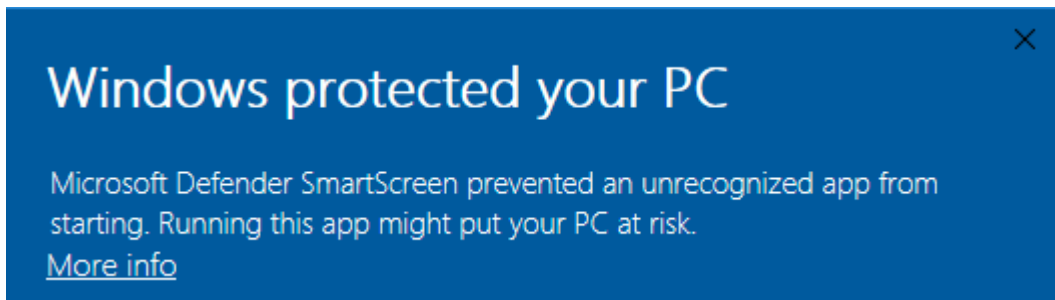 Windows protected your PC
Microsoft Defender SmartScreen prevented an unrecognized app from
starting. Running this app might put your PC at risk.
More info